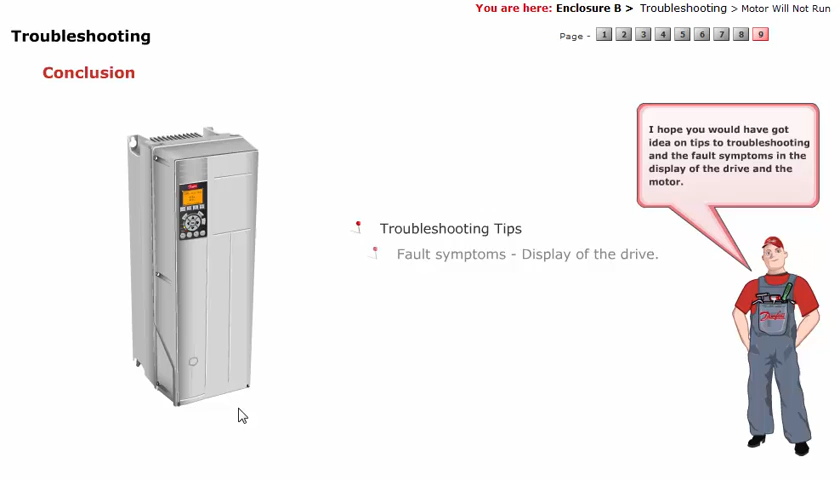 You are here: Enclosure B > Troubleshooting > Motor Will Not Run
Troubleshooting
Page - 1 2 3 4 5 6 7 8 9
Conclusion
I hope you would have got
idea on tips to troubleshooting
and the fault symptoms in the
display of the drive and the
motor.
Troubleshooting Tips
Fault symptoms - Display of the drive.
Danfoss